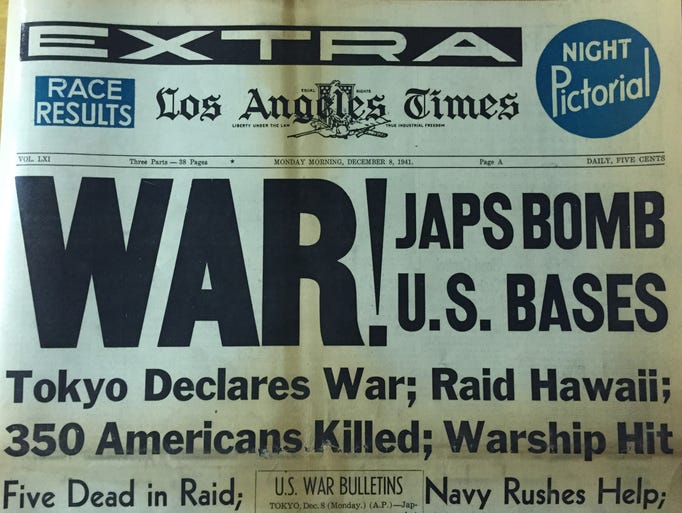 EXTRA
RACE
RESULTS
Los Angeles Times
EQUAL RIGHTS
LIBERTY UNDER THE LAW TRUE INDUSTRIAL FREEDOM
NIGHT
Pictorial
VOL. LXI Three Parts — 38 Pages ★ MONDAY MORNING, DECEMBER 8, 1941. Page A DAILY, FIVE CENTS
WAR!
JAPS BOMB
U.S. BASES
Tokyo Declares War; Raid Hawaii;
350 Americans Killed; Warship Hit
Five Dead in Raid;
U.S. WAR BULLETINS
TOKYO, Dec. 8 (Monday.) (A.P.)—Jap-
Navy Rushes Help;